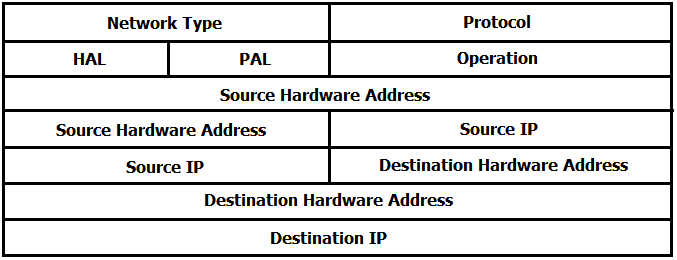 Network Type Protocol
HAL PAL Operation
Source Hardware Address
Source Hardware Address Source IP
Source IP Destination Hardware Address
Destination Hardware Address
Destination IP